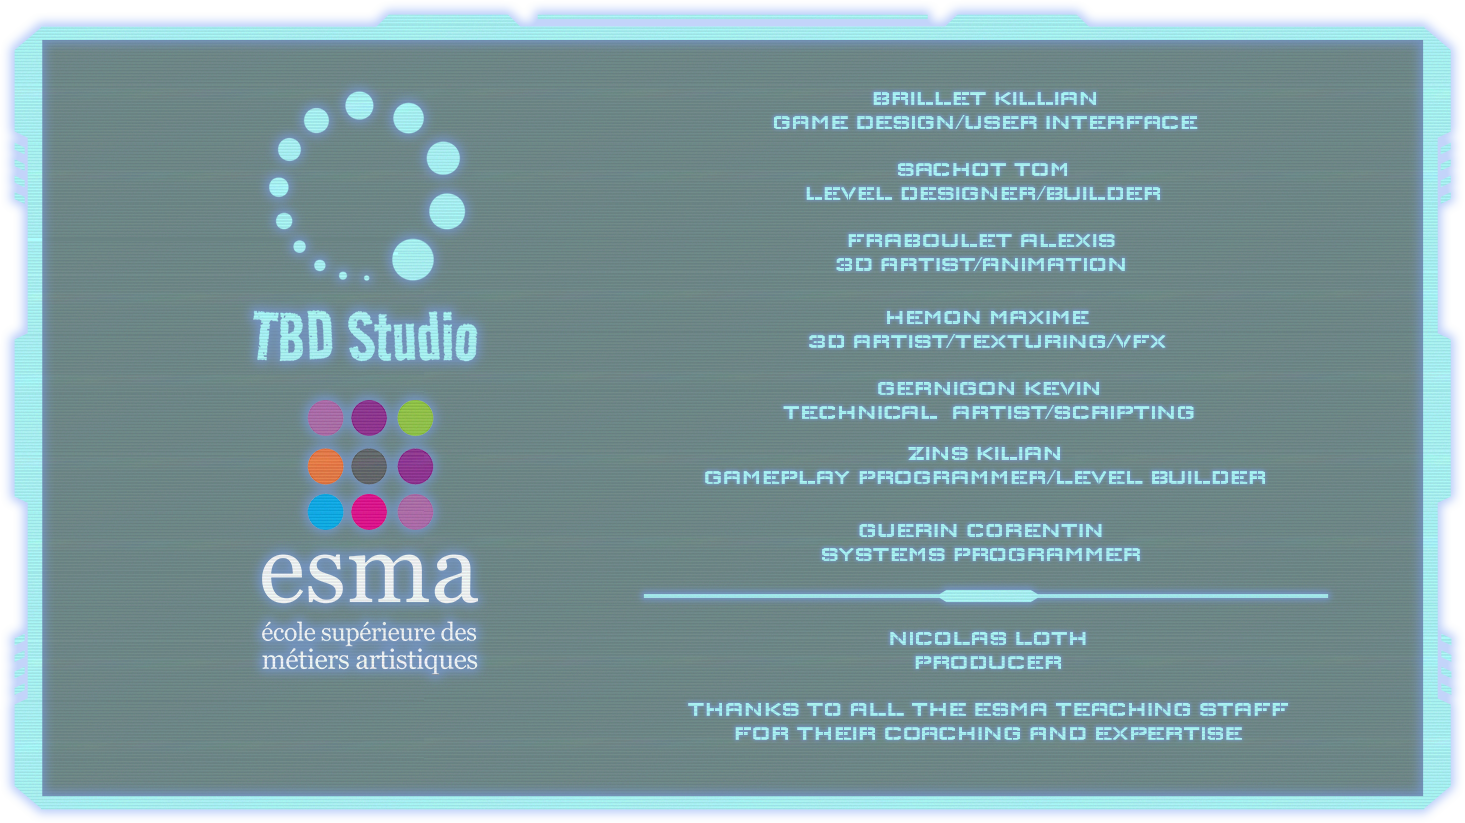 TBD Studio
esma
école supérieure des
métiers artistiques
BRILLET KILLIAN
GAME DESIGN/USER INTERFACE
SACHOT TOM
LEVEL DESIGNER/BUILDER
FRABOULET ALEXIS
3D ARTIST/ANIMATION
HEMON MAXIME
3D ARTIST/TEXTURING/VFX
GERNIGON KEVIN
TECHNICAL ARTIST/SCRIPTING
ZINS KILIAN
GAMEPLAY PROGRAMMER/LEVEL BUILDER
GUERIN CORENTIN
SYSTEMS PROGRAMMER
NICOLAS LOTH
PRODUCER
THANKS TO ALL THE ESMA TEACHING STAFF
FOR THEIR COACHING AND EXPERTISE